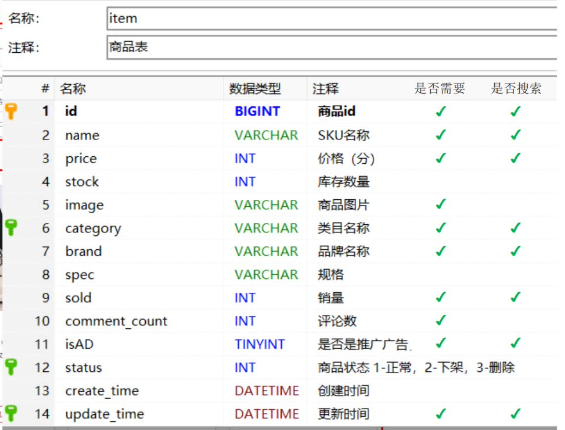 名称： item
注释： 商品表
# 名称 数据类型 注释 是否需要 是否搜索
1 id BIGINT 商品id ✓ ✓
2 name VARCHAR SKU名称 ✓ ✓
3 price INT 价格（分） ✓ ✓
4 stock INT 库存数量
5 image VARCHAR 商品图片 ✓
6 category VARCHAR 类目名称 ✓ ✓
7 brand VARCHAR 品牌名称 ✓ ✓
8 spec VARCHAR 规格
9 sold INT 销量 ✓ ✓
10 comment_count INT 评论数 ✓
11 isAD TINYINT 是否是推广广告 ✓ ✓
12 status INT 商品状态 1-正常，2-下架，3-删除
13 create_time DATETIME 创建时间
14 update_time DATETIME 更新时间 ✓ ✓